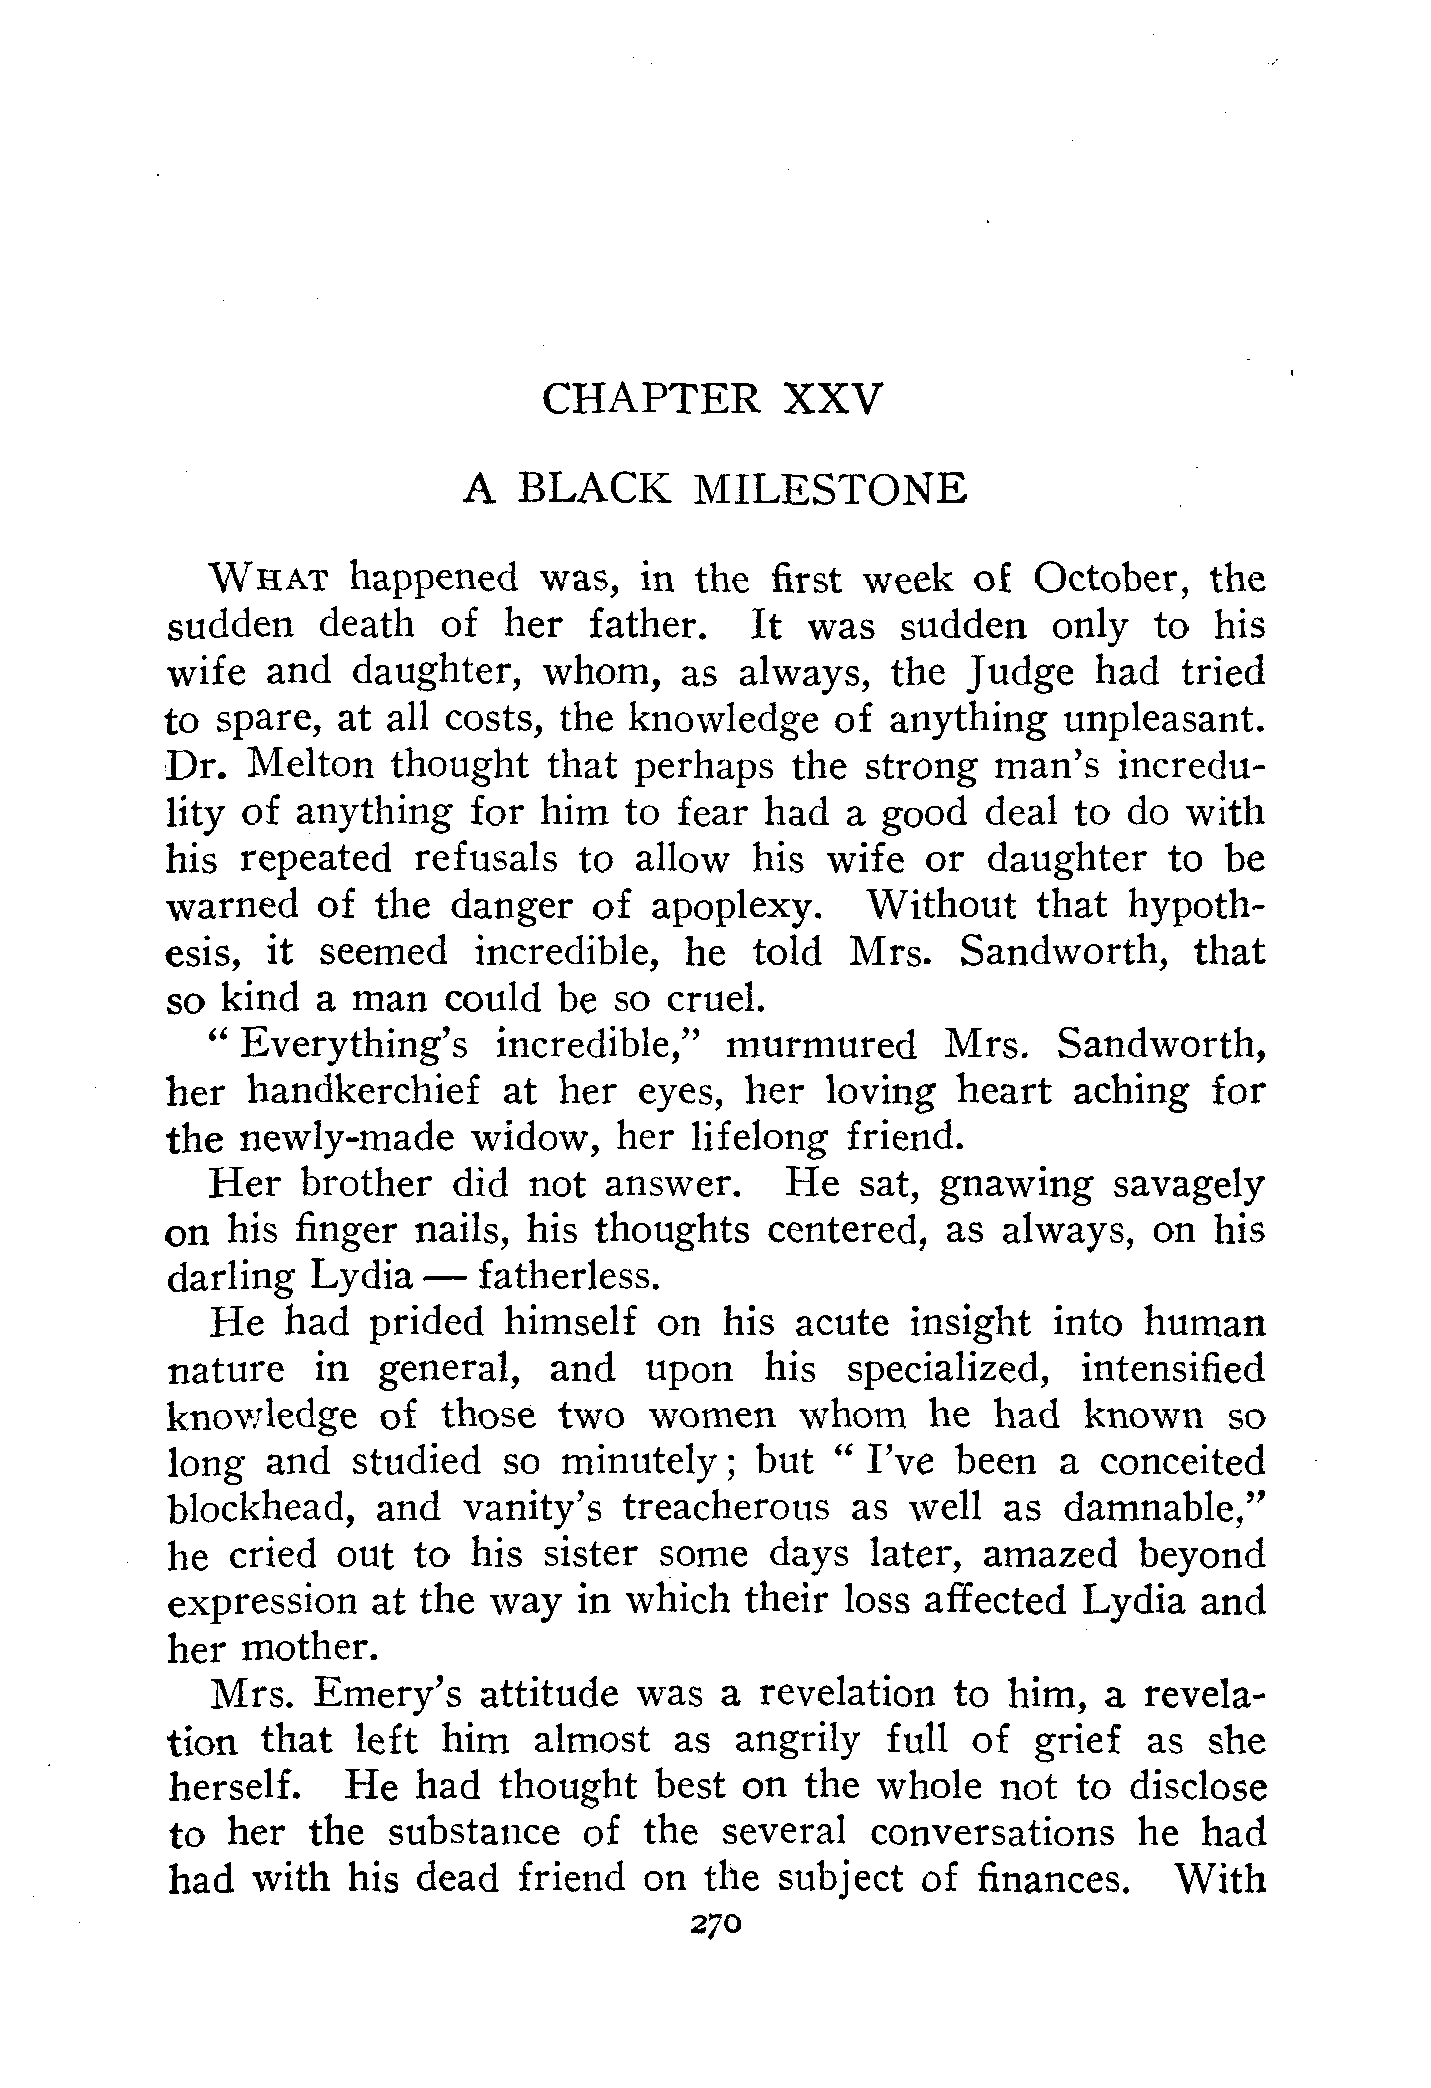 CHAPTER XXV
A BLACK MILESTONE
WHAT happened was, in the first week of October, the
sudden death of her father. It was sudden only to his
wife and daughter, whom, as always, the Judge had tried
to spare, at all costs, the knowledge of anything unpleasant.
Dr. Melton thought that perhaps the strong man's incredu-
lity of anything for him to fear had a good deal to do with
his repeated refusals to allow his wife or daughter to be
warned of the danger of apoplexy. Without that hypoth-
esis, it seemed incredible, he told Mrs. Sandworth, that
so kind a man could be so cruel.
“ Everything's incredible,” murmured Mrs. Sandworth,
her handkerchief at her eyes, her loving heart aching for
the newly-made widow, her lifelong friend.
Her brother did not answer. He sat, gnawing savagely
on his finger nails, his thoughts centered, as always, on his
darling Lydia — fatherless.
He had prided himself on his acute insight into human
nature in general, and upon his specialized, intensified
knowledge of those two women whom he had known so
long and studied so minutely; but “ I've been a conceited
blockhead, and vanity's treacherous as well as damnable,”
he cried out to his sister some days later, amazed beyond
expression at the way in which their loss affected Lydia and
her mother.
Mrs. Emery's attitude was a revelation to him, a revela-
tion that left him almost as angrily full of grief as she
herself. He had thought best on the whole not to disclose
to her the substance of the several conversations he had
had with his dead friend on the subject of finances. With
270